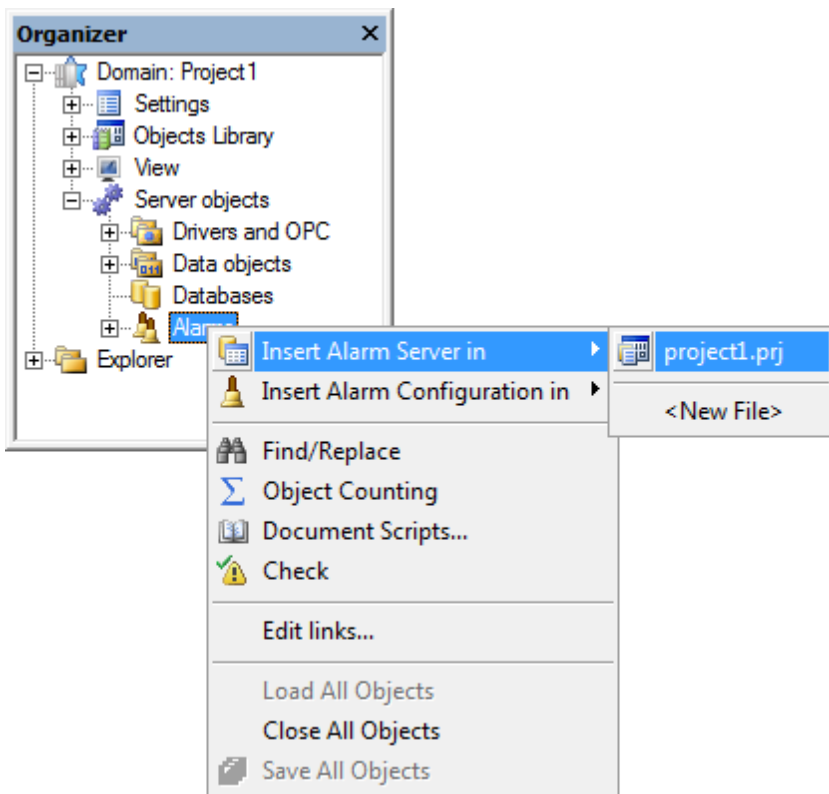 Organizer
Domain: Project1
Settings
Objects Library
View
Server objects
Drivers and OPC
Data objects
Databases
Explorer
Insert Alarm Server in
Insert Alarm Configuration in
Find/Replace
Object Counting
Document Scripts...
Check
Edit links...
Load All Objects
Close All Objects
Save All Objects
project1.prj
<New File>